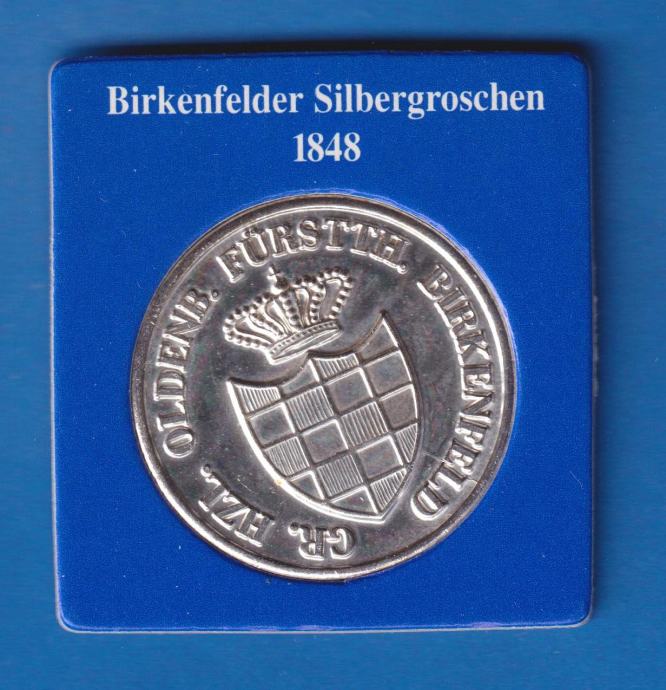 Birkenfelder Silbergroschen
1848
GR. HZL. OLDENB. FÜRSTTH. BIRKENFELD